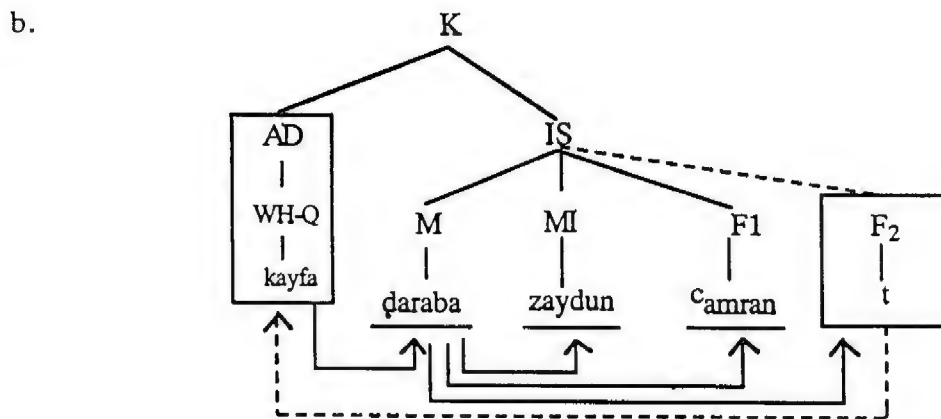 b.
K
AD IS
WH-Q M MI F1 F₂
kayfa ḍaraba zaydun ᶜamran t